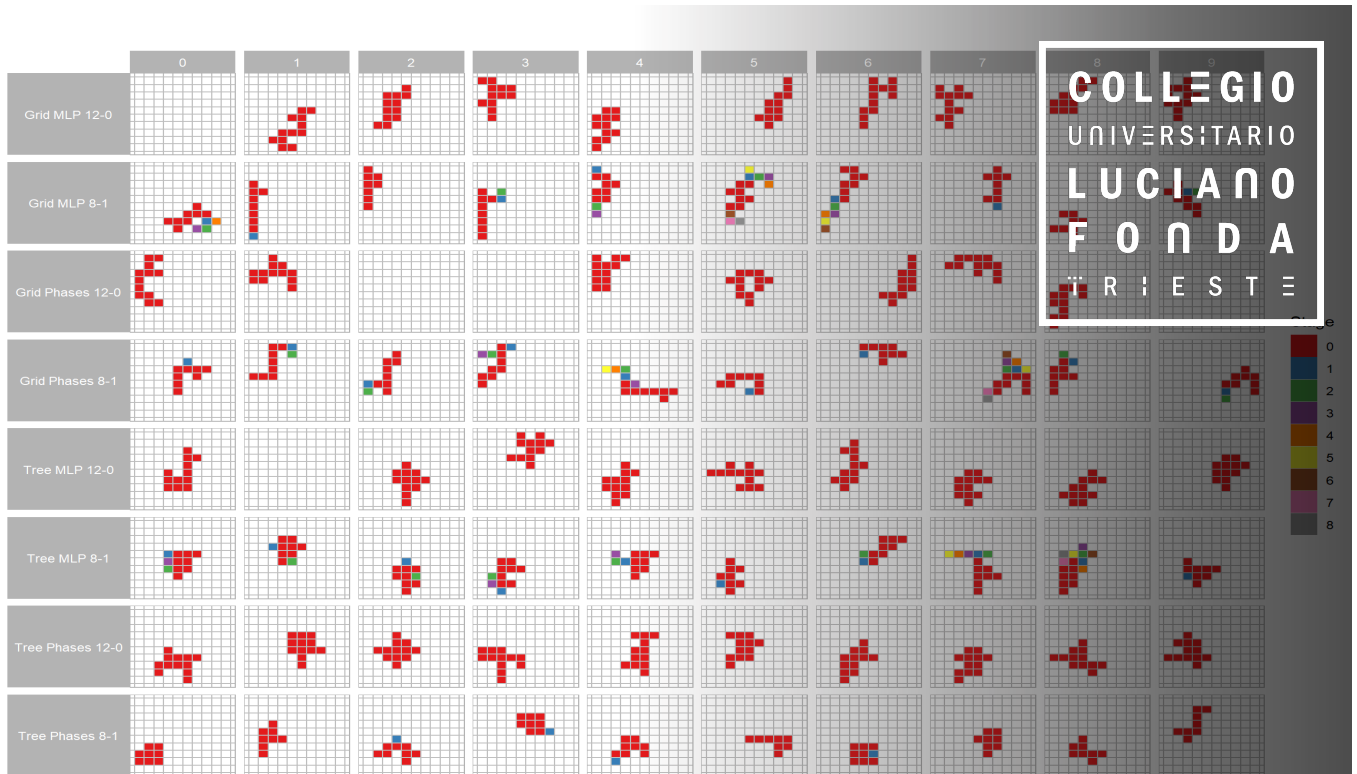 0 1 2 3 4 5 6 7 8 9
Grid MLP 12-0
Grid MLP 8-1
Grid Phases 12-0
Grid Phases 8-1
Tree MLP 12-0
Tree MLP 8-1
Tree Phases 12-0
Tree Phases 8-1
COLLEGIO
UNIVERSITARIO
LUCIANO
FONDA
TRIESTE
Stage
0
1
2
3
4
5
6
7
8